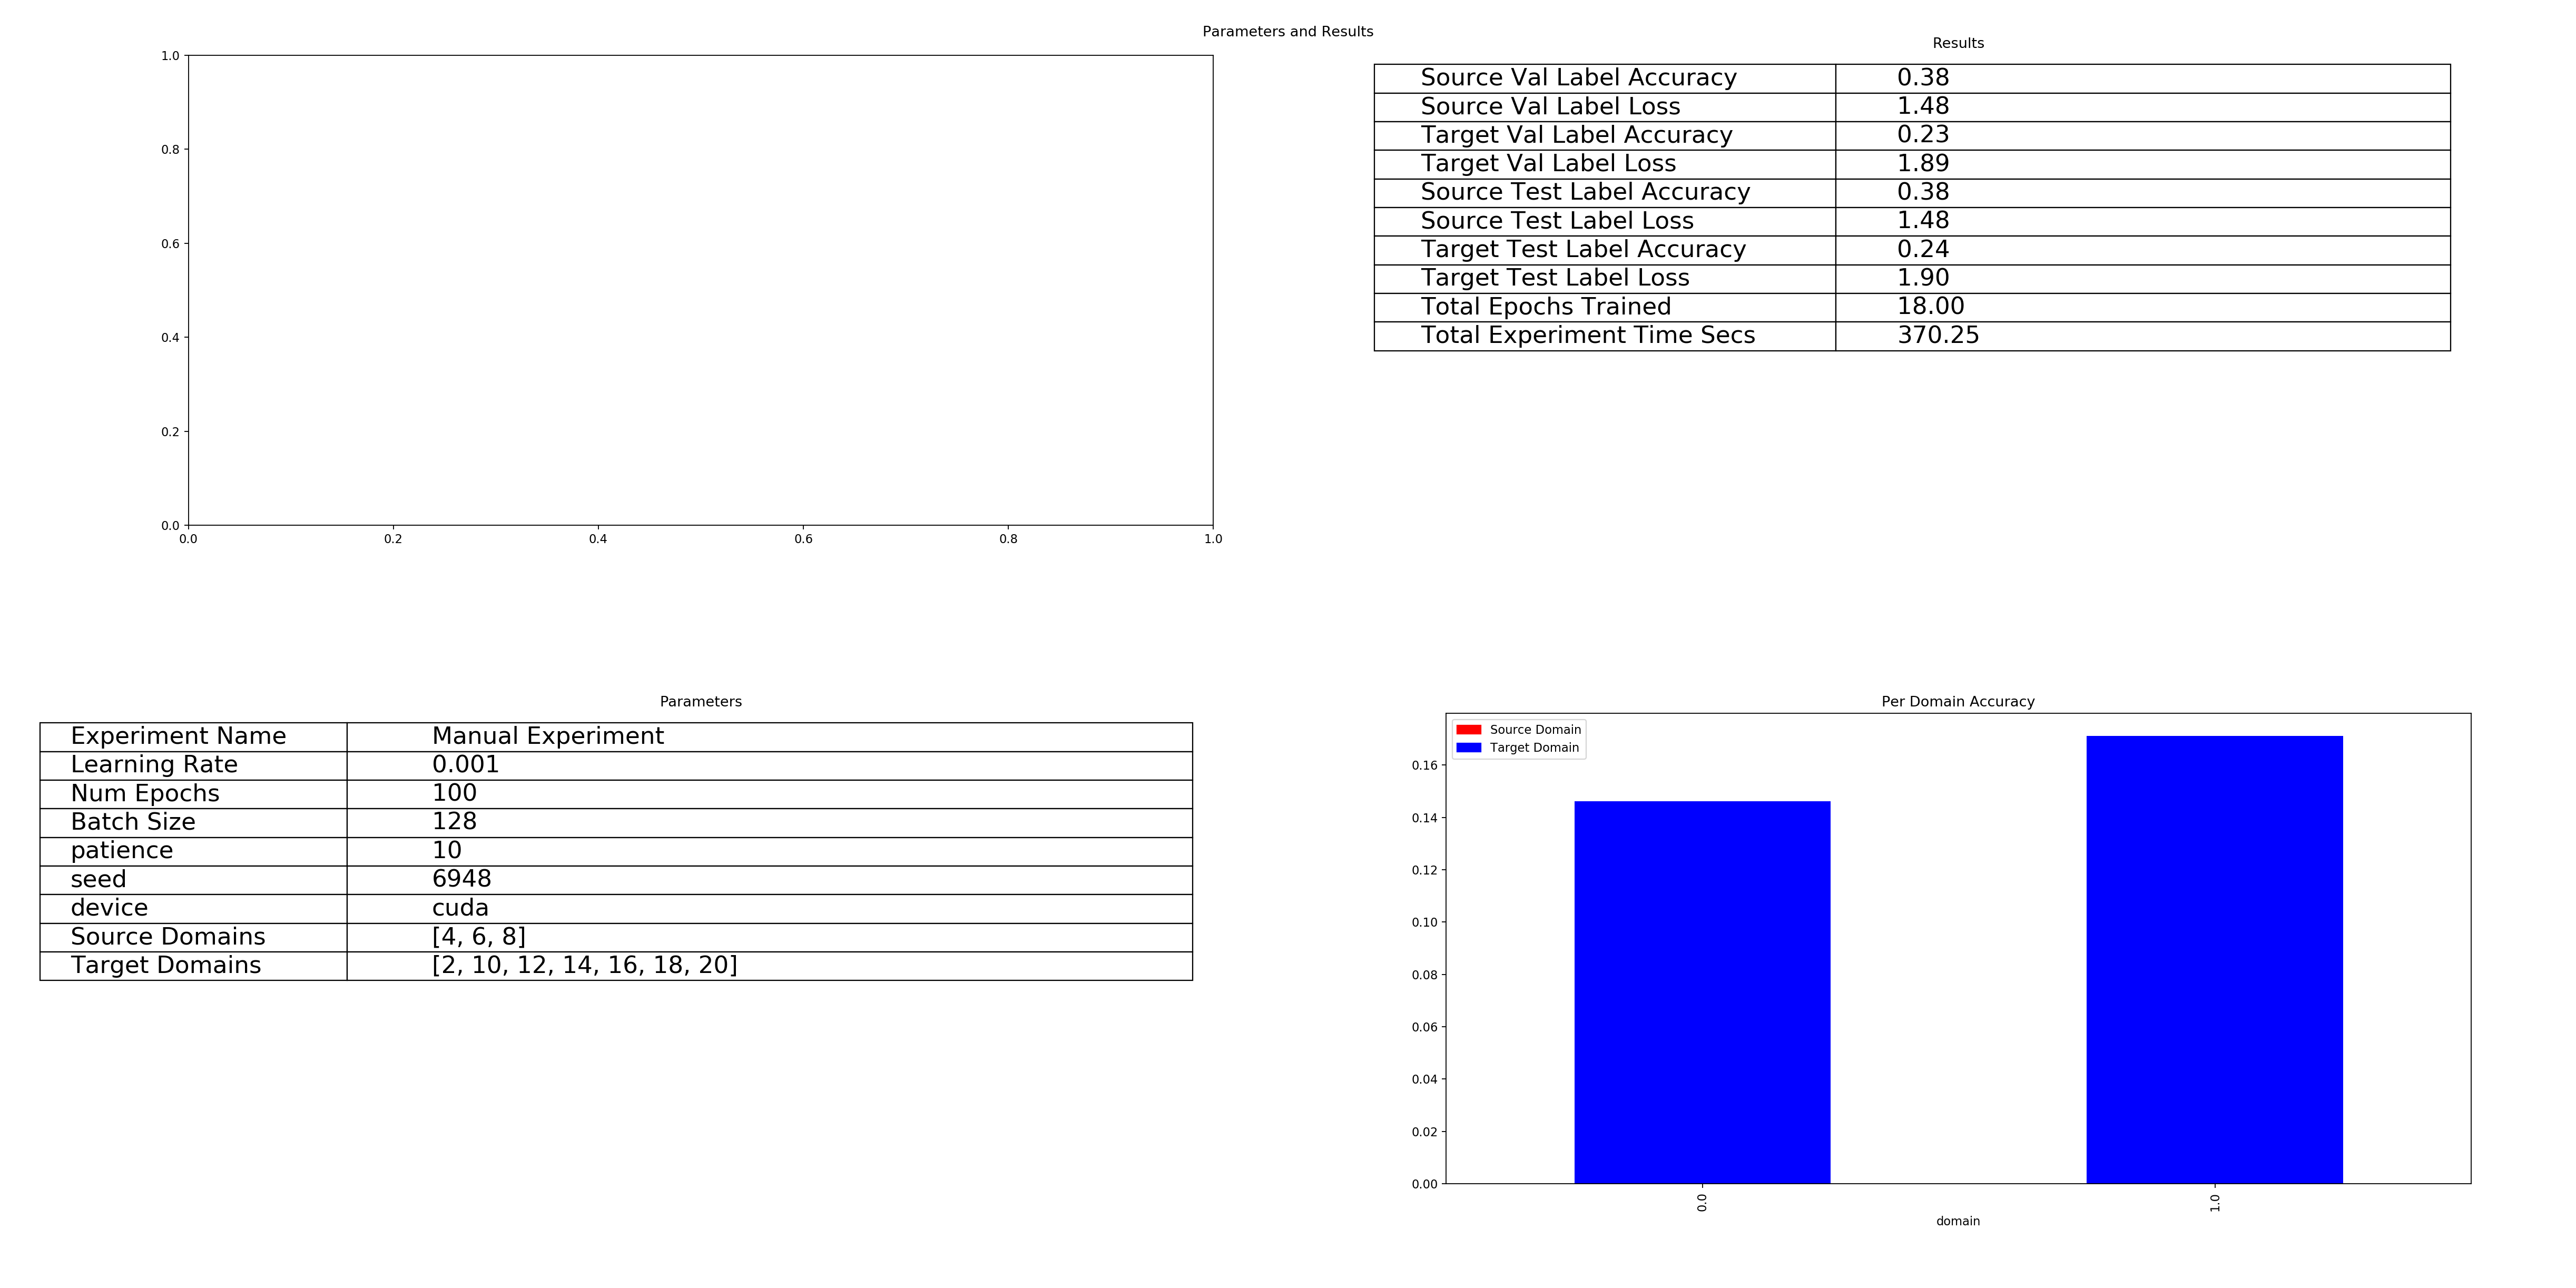 Parameters and Results
1.0
0.8
0.6
0.4
0.2
0.0
0.0 0.2 0.4 0.6 0.8 1.0
Results
Source Val Label Accuracy 0.38
Source Val Label Loss 1.48
Target Val Label Accuracy 0.23
Target Val Label Loss 1.89
Source Test Label Accuracy 0.38
Source Test Label Loss 1.48
Target Test Label Accuracy 0.24
Target Test Label Loss 1.90
Total Epochs Trained 18.00
Total Experiment Time Secs 370.25
Parameters
Experiment Name Manual Experiment
Learning Rate 0.001
Num Epochs 100
Batch Size 128
patience 10
seed 6948
device cuda
Source Domains [4, 6, 8]
Target Domains [2, 10, 12, 14, 16, 18, 20]
Per Domain Accuracy
Source Domain
Target Domain
0.16
0.14
0.12
0.10
0.08
0.06
0.04
0.02
0.00
0.0 1.0
domain